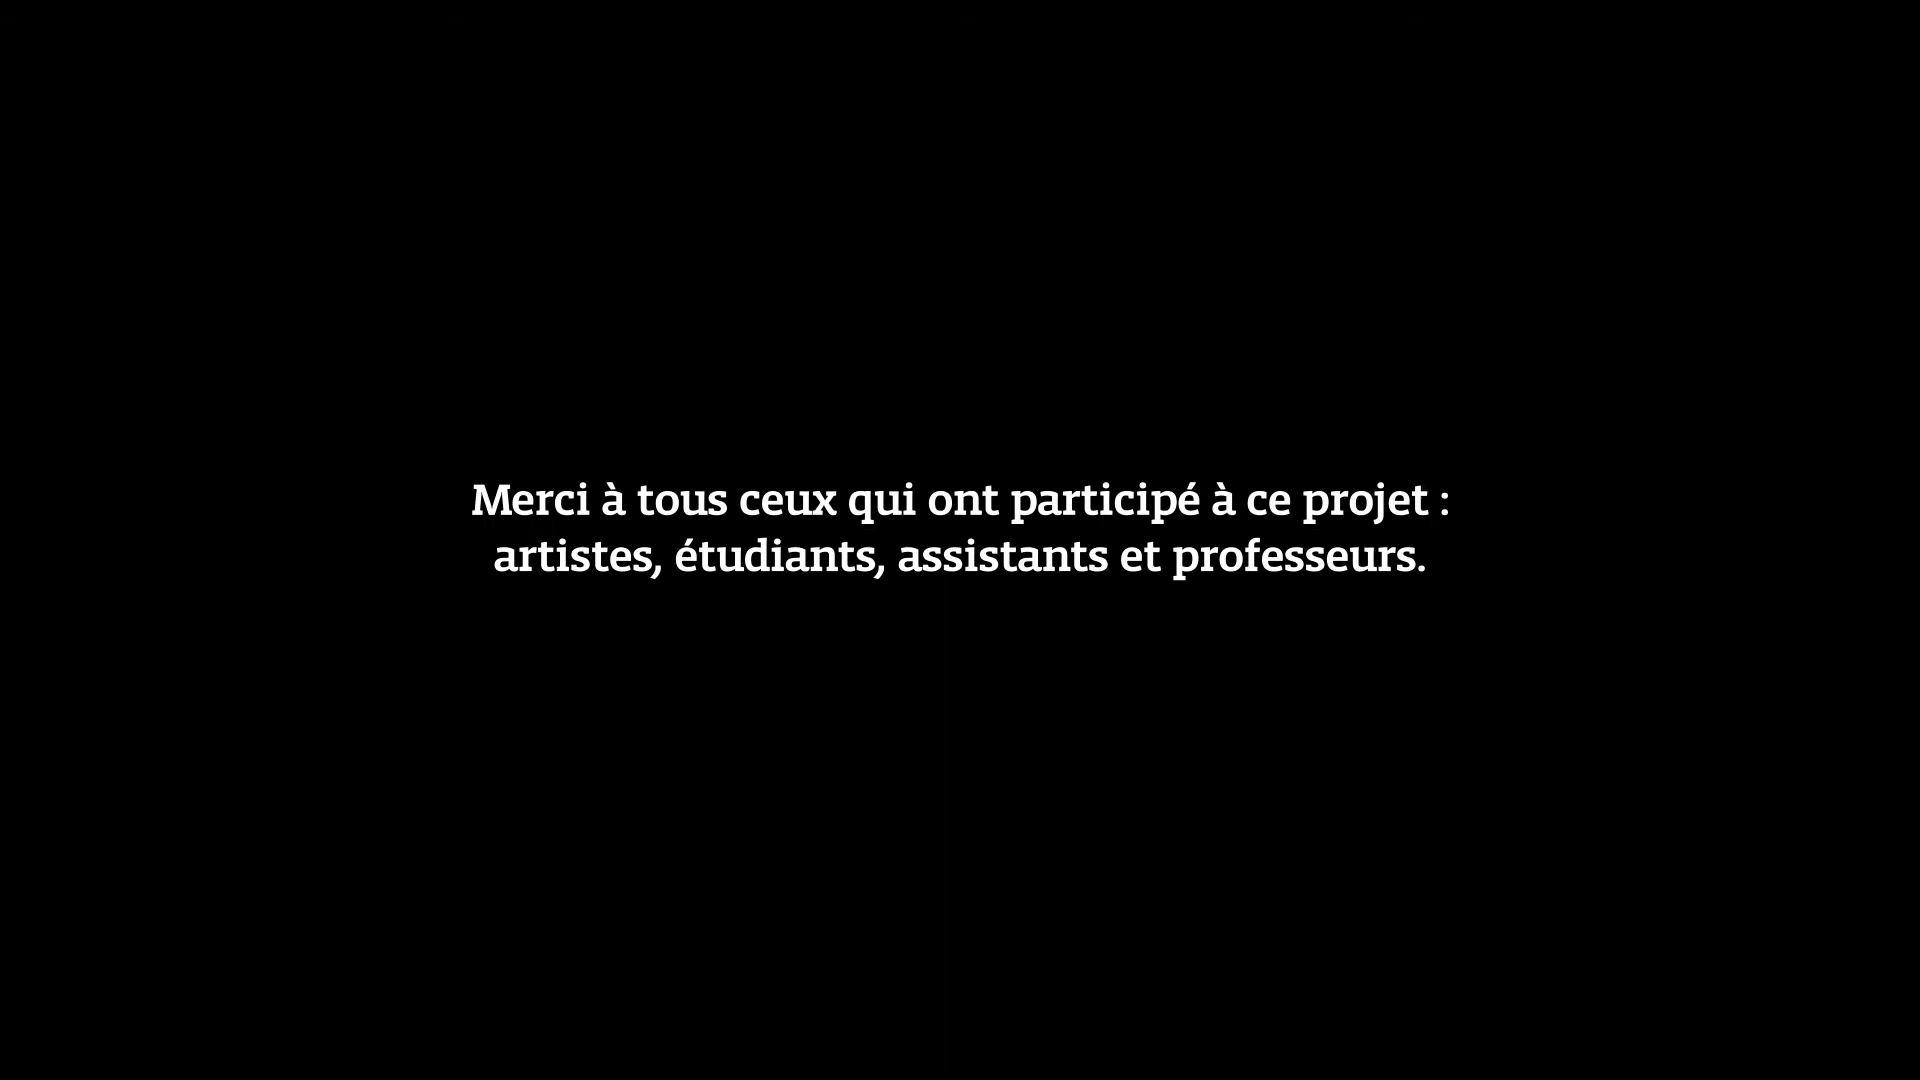 Merci à tous ceux qui ont participé à ce projet :
artistes, étudiants, assistants et professeurs.